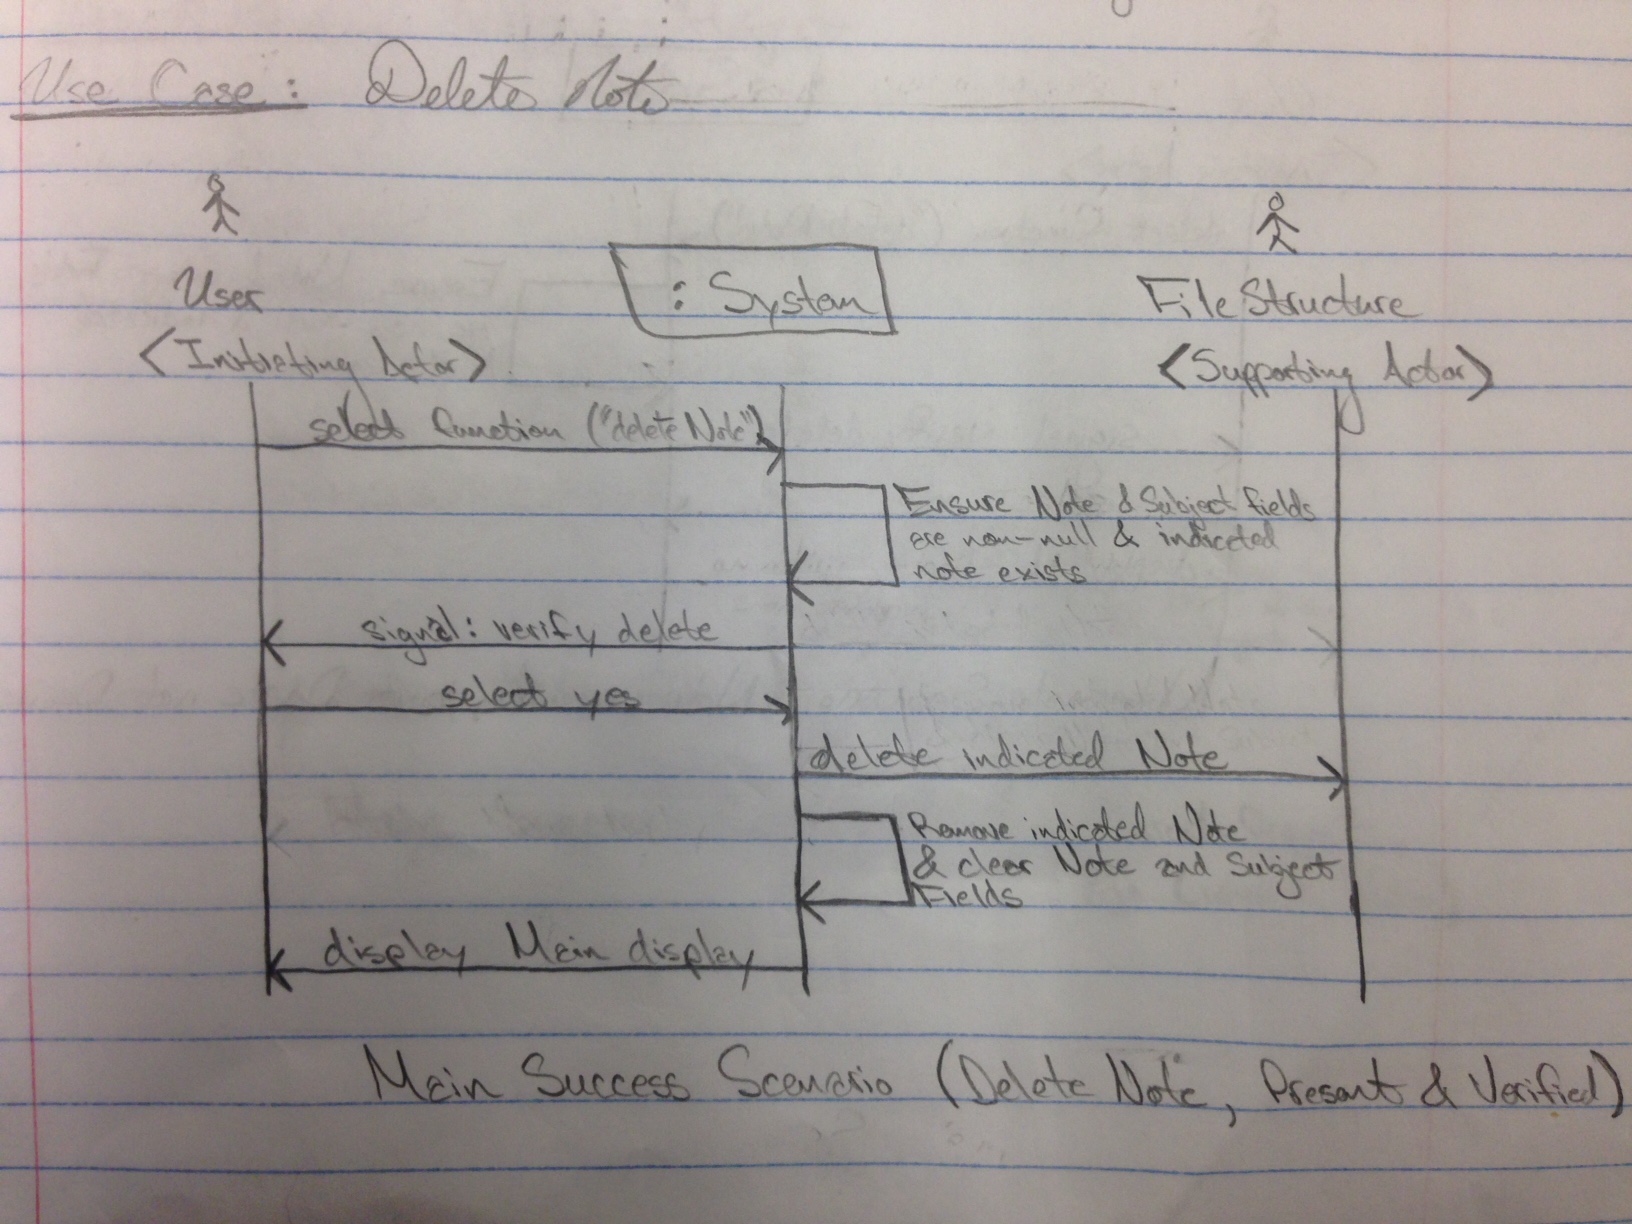 Use Case: Delete Note
User
: System
File Structure
<Initiating Actor>
<Supporting Actor>
select function ("delete Note")
Ensure Note & Subject fields
are non-null & indicated
note exists
signal: verify delete
select yes
delete indicated Note
Remove indicated Note
& clear Note and Subject
Fields
display Main display
Main Success Scenario (Delete Note, Present & Verified)